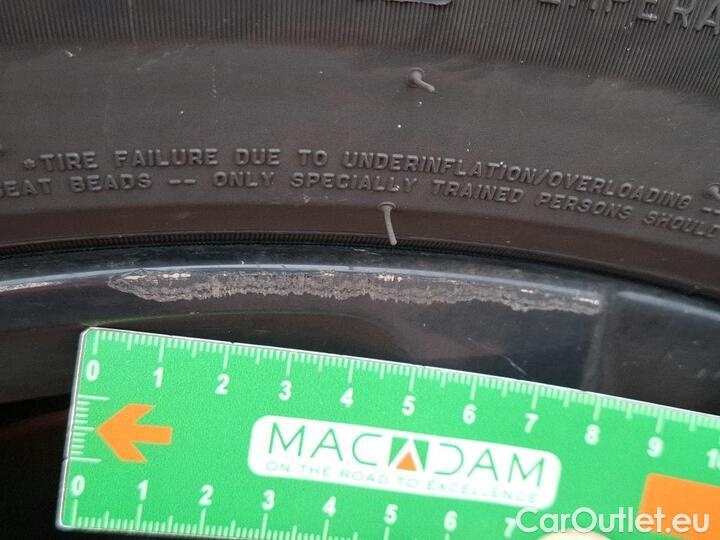 TEMPERA
*TIRE FAILURE DUE TO UNDERINFLATION/OVERLOADING --
SEAT BEADS -- ONLY SPECIALLY TRAINED PERSONS SHOULD
0 1 2 3 4 5 6 7 8 9 10
MACADAM
ON THE ROAD TO EXCELLENCE
0 1 2 3 4 5 6 7
CarOutlet.eu